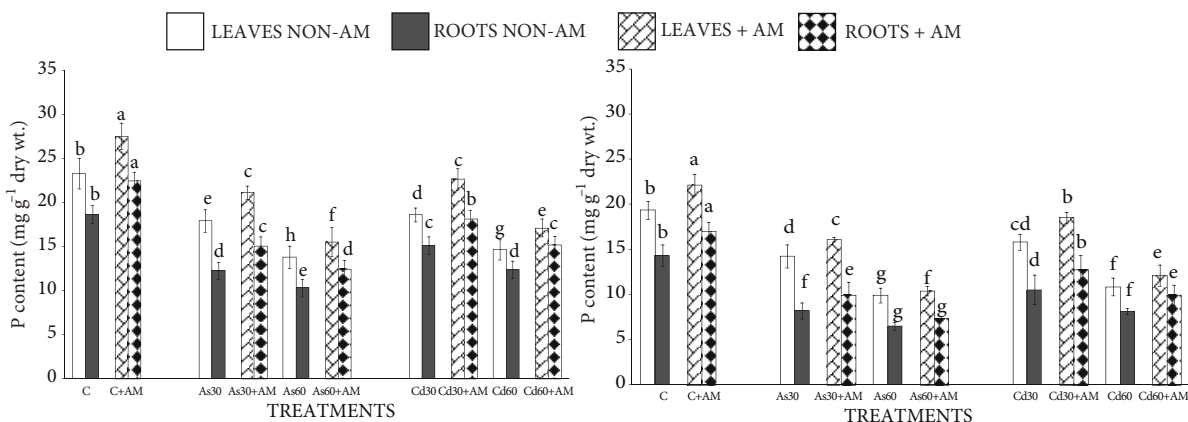 LEAVES NON-AM ROOTS NON-AM LEAVES + AM ROOTS + AM
P content (mg g⁻¹ dry wt.)
35
30
25
20
15
10
5
0
b
b
a
a
e
d
c
c
h
e
f
d
d
c
c
b
g
d
e
c
C C+AM As30 As30+AM As60 As60+AM Cd30 Cd30+AM Cd60 Cd60+AM
TREATMENTS
P content (mg g⁻¹ dry wt.)
35
30
25
20
15
10
5
0
b
b
a
a
d
f
c
e
g
g
f
g
cd
d
d
b
f
f
e
e
C C+AM As30 As30+AM As60 As60+AM Cd30 Cd30+AM Cd60 Cd60+AM
TREATMENTS